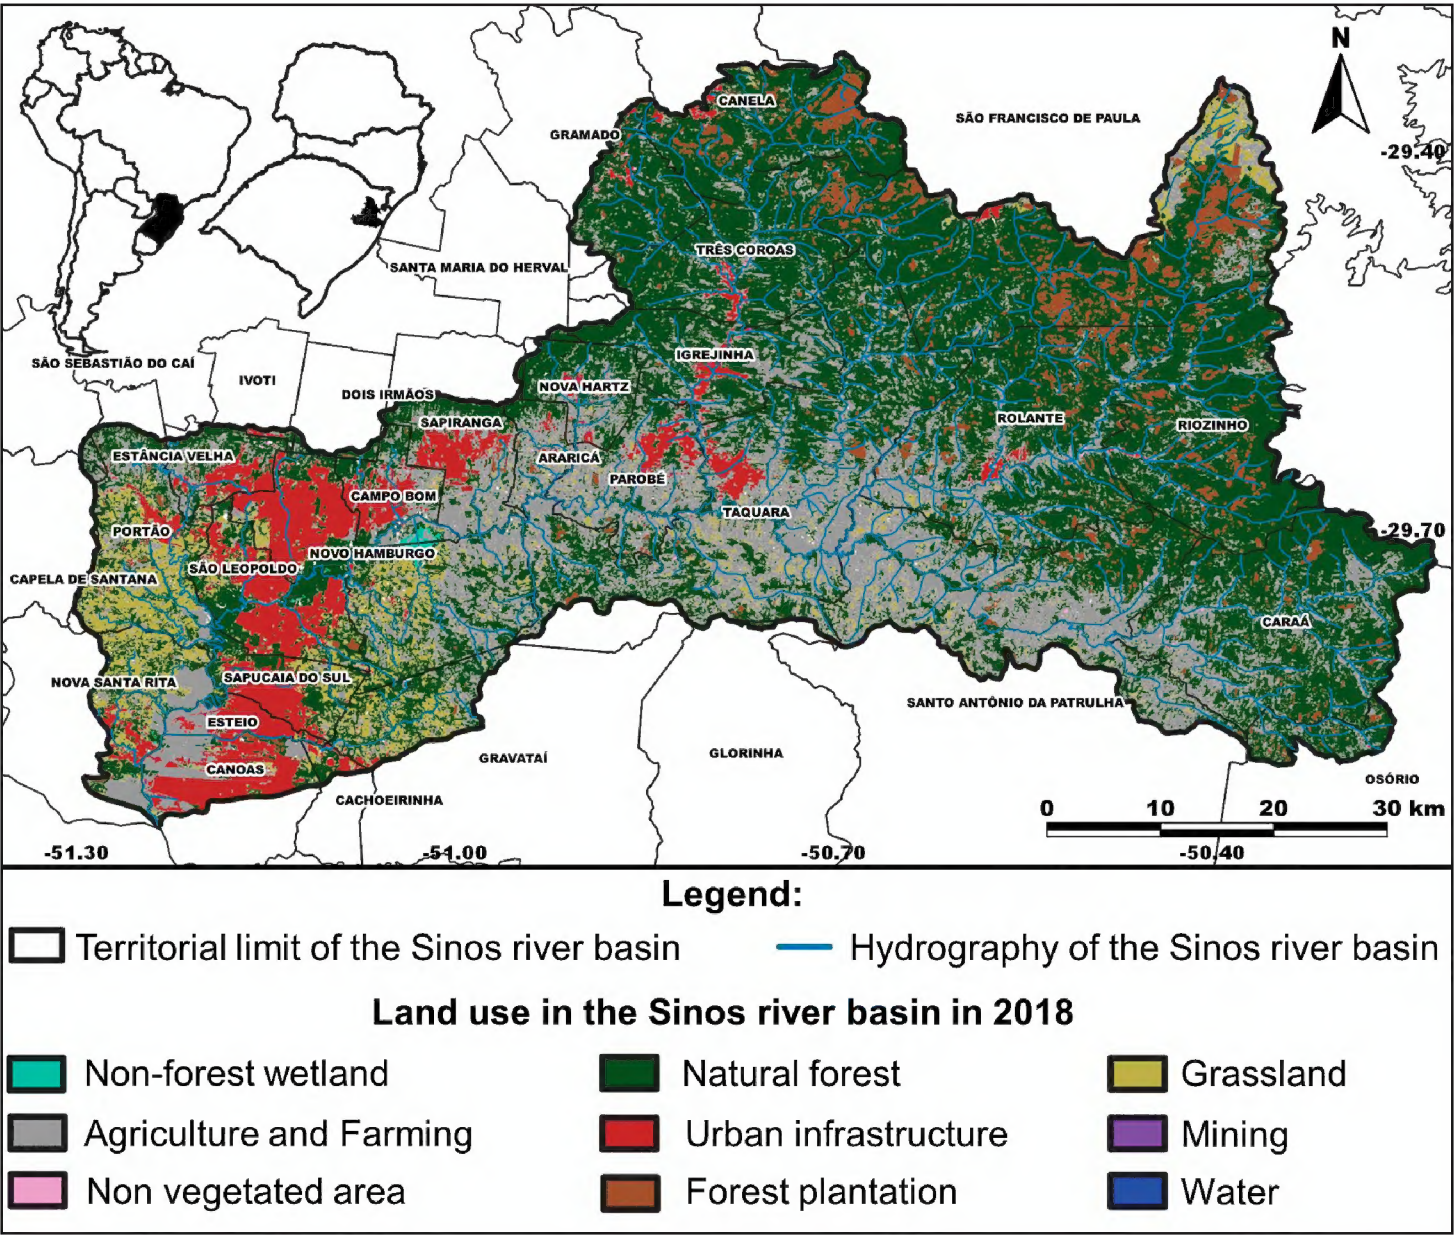 N
CANELA
SÃO FRANCISCO DE PAULA
GRAMADO
-29.40
TRÊS COROAS
SANTA MARIA DO HERVAL
IGREJINHA
SÃO SEBASTIÃO DO CAÍ
IVOTI
NOVA HARTZ
DOIS IRMÃOS
SAPIRANGA
ROLANTE
RIOZINHO
ESTÂNCIA VELHA
ARARICÁ
PAROBÉ
CAMPO BOM
TAQUARA
PORTÃO
-29.70
NOVO HAMBURGO
SÃO LEOPOLDO
CAPELA DE SANTANA
CARAÁ
SAPUCAIA DO SUL
NOVA SANTA RITA
SANTO ANTÔNIO DA PATRULHA
ESTEIO
GRAVATAÍ
GLORINHA
CANOAS
OSÓRIO
CACHOEIRINHA
0 10 20 30 km
-51.30 -51.00 -50.70 -50.40
Legend:
Territorial limit of the Sinos river basin
Hydrography of the Sinos river basin
Land use in the Sinos river basin in 2018
Non-forest wetland
Natural forest
Grassland
Agriculture and Farming
Urban infrastructure
Mining
Non vegetated area
Forest plantation
Water